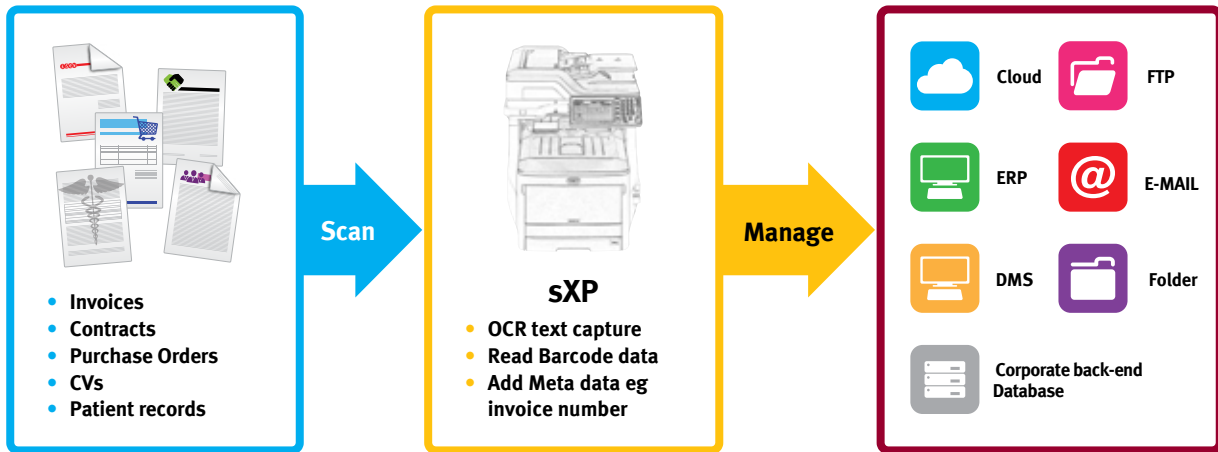 Invoices
Contracts
Purchase Orders
CVs
Patient records
Scan
sXP
OCR text capture
Read Barcode data
Add Meta data eg
invoice number
Manage
Cloud
FTP
ERP
@
E-MAIL
DMS
Folder
Corporate back-end
Database